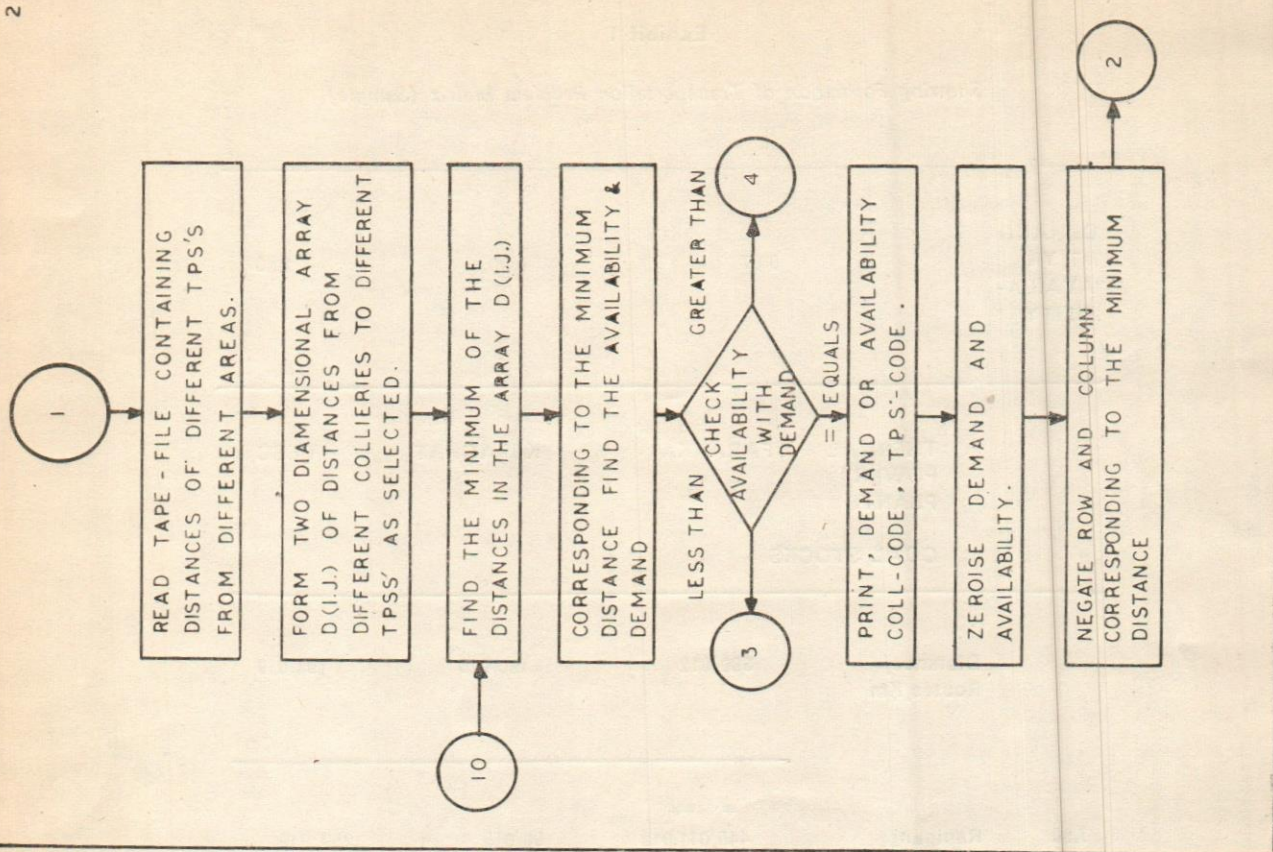 2
1
READ TAPE - FILE CONTAINING
DISTANCES OF DIFFERENT TPS'S
FROM DIFFERENT AREAS.
FORM TWO DIAMENSIONAL ARRAY
D(I.J.) OF DISTANCES FROM
DIFFERENT COLLIERIES TO DIFFERENT
TPSS' AS SELECTED.
10
FIND THE MINIMUM OF THE
DISTANCES IN THE ARRAY D(I.J.)
CORRESPONDING TO THE MINIMUM
DISTANCE FIND THE AVAILABILITY &
DEMAND
LESS THAN
GREATER THAN
3
CHECK
AVAILABILITY
WITH
DEMAND
4
= EQUALS
PRINT, DEMAND OR AVAILABILITY
COLL-CODE, TPS'-CODE.
ZEROISE DEMAND AND
AVAILABILITY.
NEGATE ROW AND COLUMN
CORRESPONDING TO THE MINIMUM
DISTANCE
2